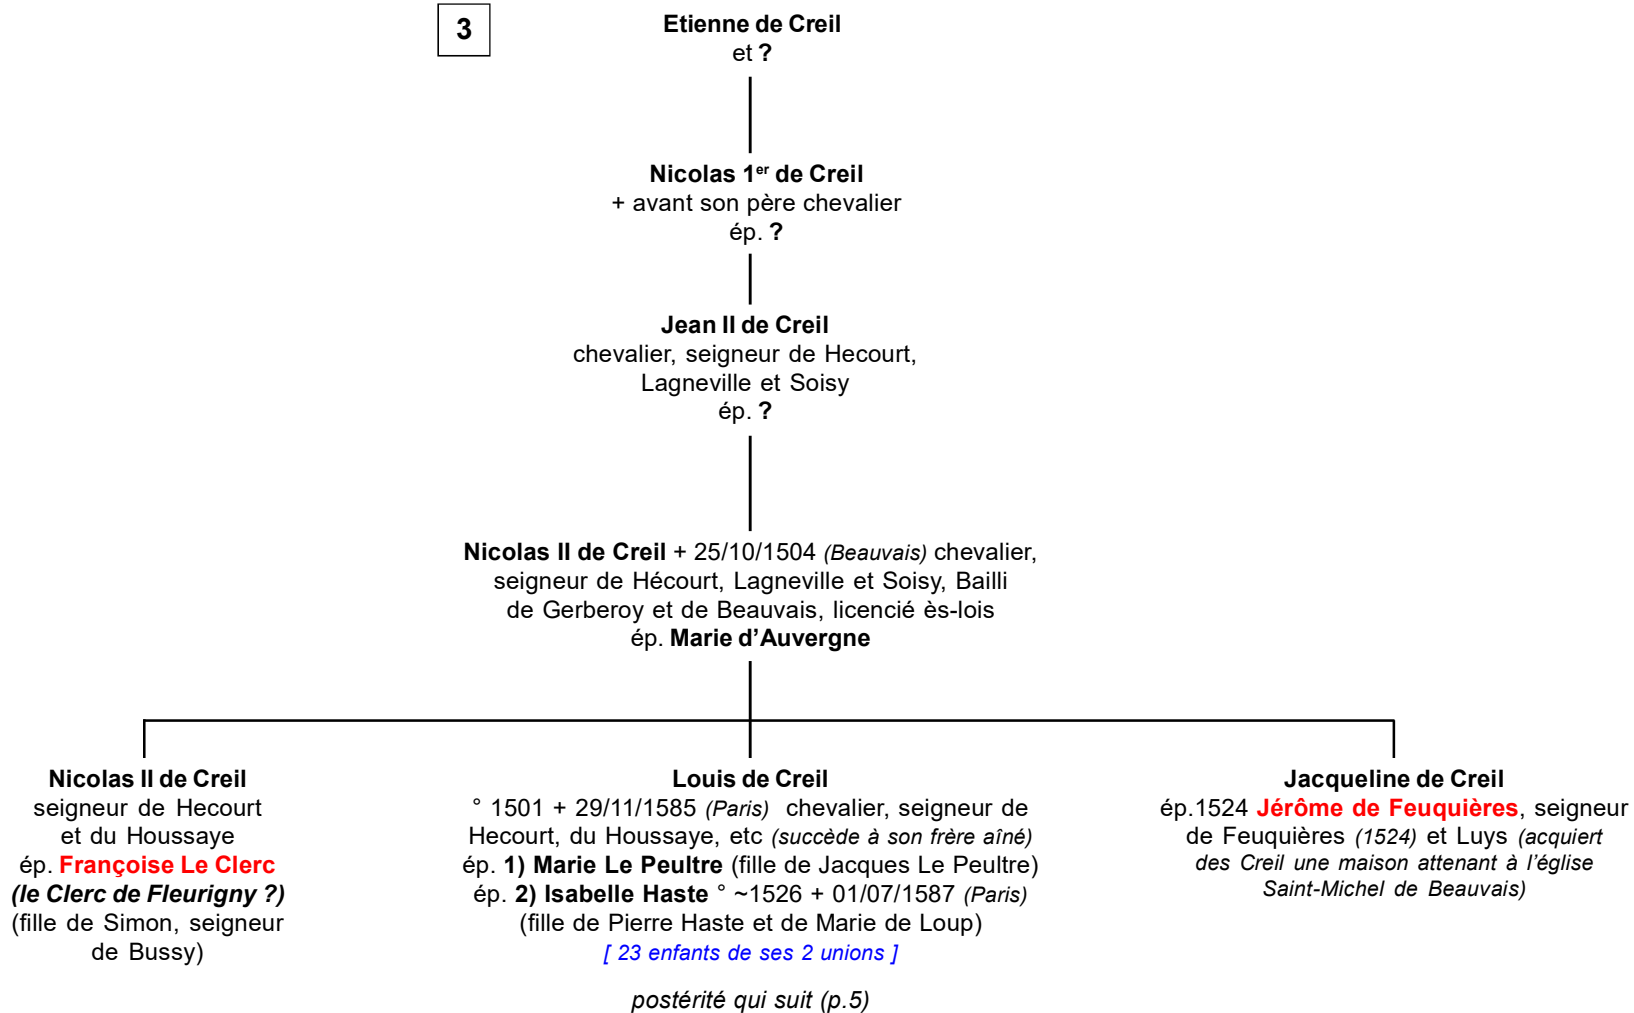 3
Etienne de Creil
et ?
Nicolas 1er de Creil
+ avant son père chevalier
ép. ?
Jean II de Creil
chevalier, seigneur de Hecourt,
Lagneville et Soisy
ép. ?
Nicolas II de Creil + 25/10/1504 (Beauvais) chevalier,
seigneur de Hécourt, Lagneville et Soisy, Bailli
de Gerberoy et de Beauvais, licencié ès-lois
ép. Marie d’Auvergne
Nicolas II de Creil
seigneur de Hecourt
et du Houssaye
ép. Françoise Le Clerc
(le Clerc de Fleurigny ?)
(fille de Simon, seigneur
de Bussy)
Louis de Creil
° 1501 + 29/11/1585 (Paris) chevalier, seigneur de
Hecourt, du Houssaye, etc (succède à son frère aîné)
ép. 1) Marie Le Peultre (fille de Jacques Le Peultre)
ép. 2) Isabelle Haste ° ~1526 + 01/07/1587 (Paris)
(fille de Pierre Haste et de Marie de Loup)
[ 23 enfants de ses 2 unions ]
postérité qui suit (p.5)
Jacqueline de Creil
ép.1524 Jérôme de Feuquières, seigneur
de Feuquières (1524) et Luys (acquiert
des Creil une maison attenant à l’église
Saint-Michel de Beauvais)